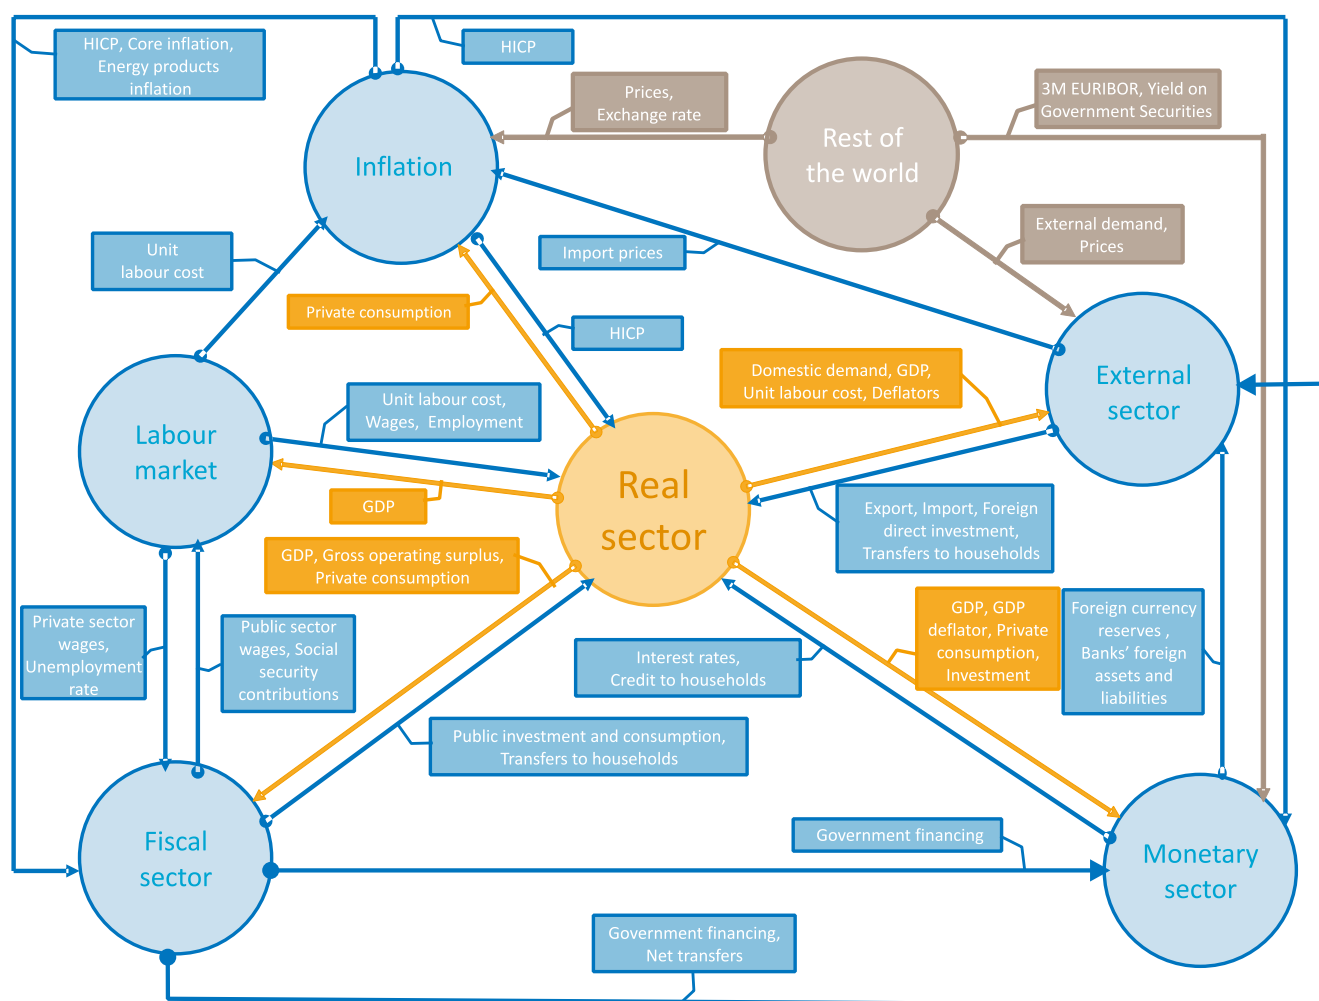 HICP, Core inflation,
Energy products
inflation
HICP
Prices,
Exchange rate
3M EURIBOR, Yield on
Government Securities
Rest of
the world
Inflation
External demand,
Prices
Unit
labour cost
Import prices
Private consumption
HICP
Domestic demand, GDP,
Unit labour cost, Deflators
External
sector
Unit labour cost,
Wages, Employment
Labour
market
Real
sector
GDP
Export, Import, Foreign
direct investment,
Transfers to households
GDP, Gross operating surplus,
Private consumption
Private sector
wages,
Unemployment
rate
Public sector
wages, Social
security
contributions
Interest rates,
Credit to households
GDP, GDP
deflator, Private
consumption,
Investment
Foreign currency
reserves ,
Banks’ foreign
assets and
liabilities
Public investment and consumption,
Transfers to households
Government financing
Fiscal
sector
Monetary
sector
Government financing,
Net transfers